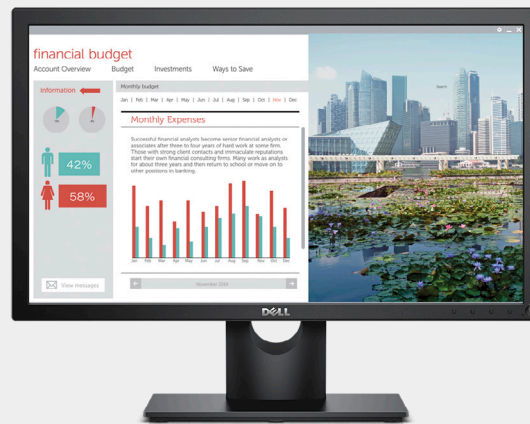 financial budget
Account Overview Budget Investments Ways to Save
Information
Monthly budget
Jan | Feb | Mar | Apr | May | Jun | Jul | Aug | Sep | Oct | Nov | Dec
Monthly Expenses
Successful financial analysts become senior financial analysts or
associates after three to four years of hard work at some firm.
Those with strong client contacts and immaculate reputations
start their own financial consulting firms. Many work as analysts
for about three years and then return to school or move on to
other positions in banking.
42%
58%
Jan Feb Mar Apr May Jun Jul Aug Sep Nov Oct Dec
View messages
November 2014
DELL